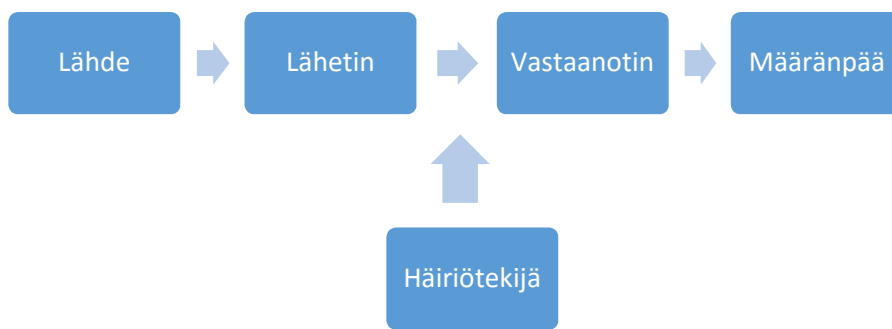 Lähde
Lähetin
Vastaanotin
Määränpää
Häiriötekijä